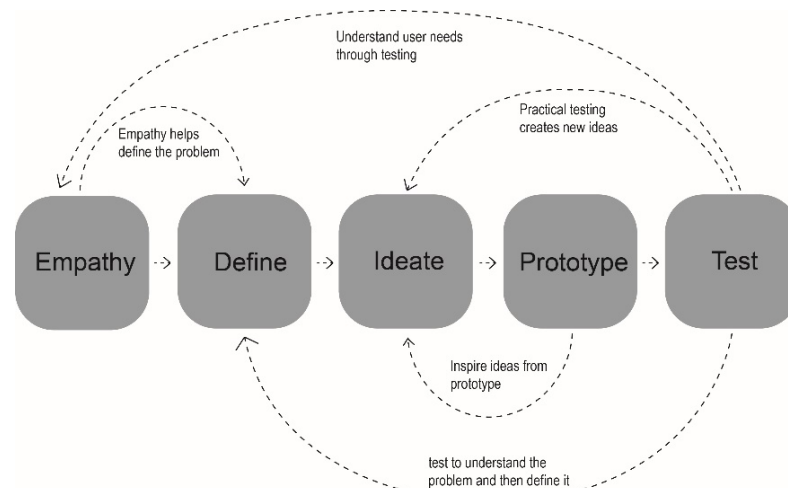 Understand user needs
through testing
Practical testing
creates new ideas
Empathy helps
define the problem
Empathy
Define
Ideate
Prototype
Test
Inspire ideas from
prototype
test to understand the
problem and then define it